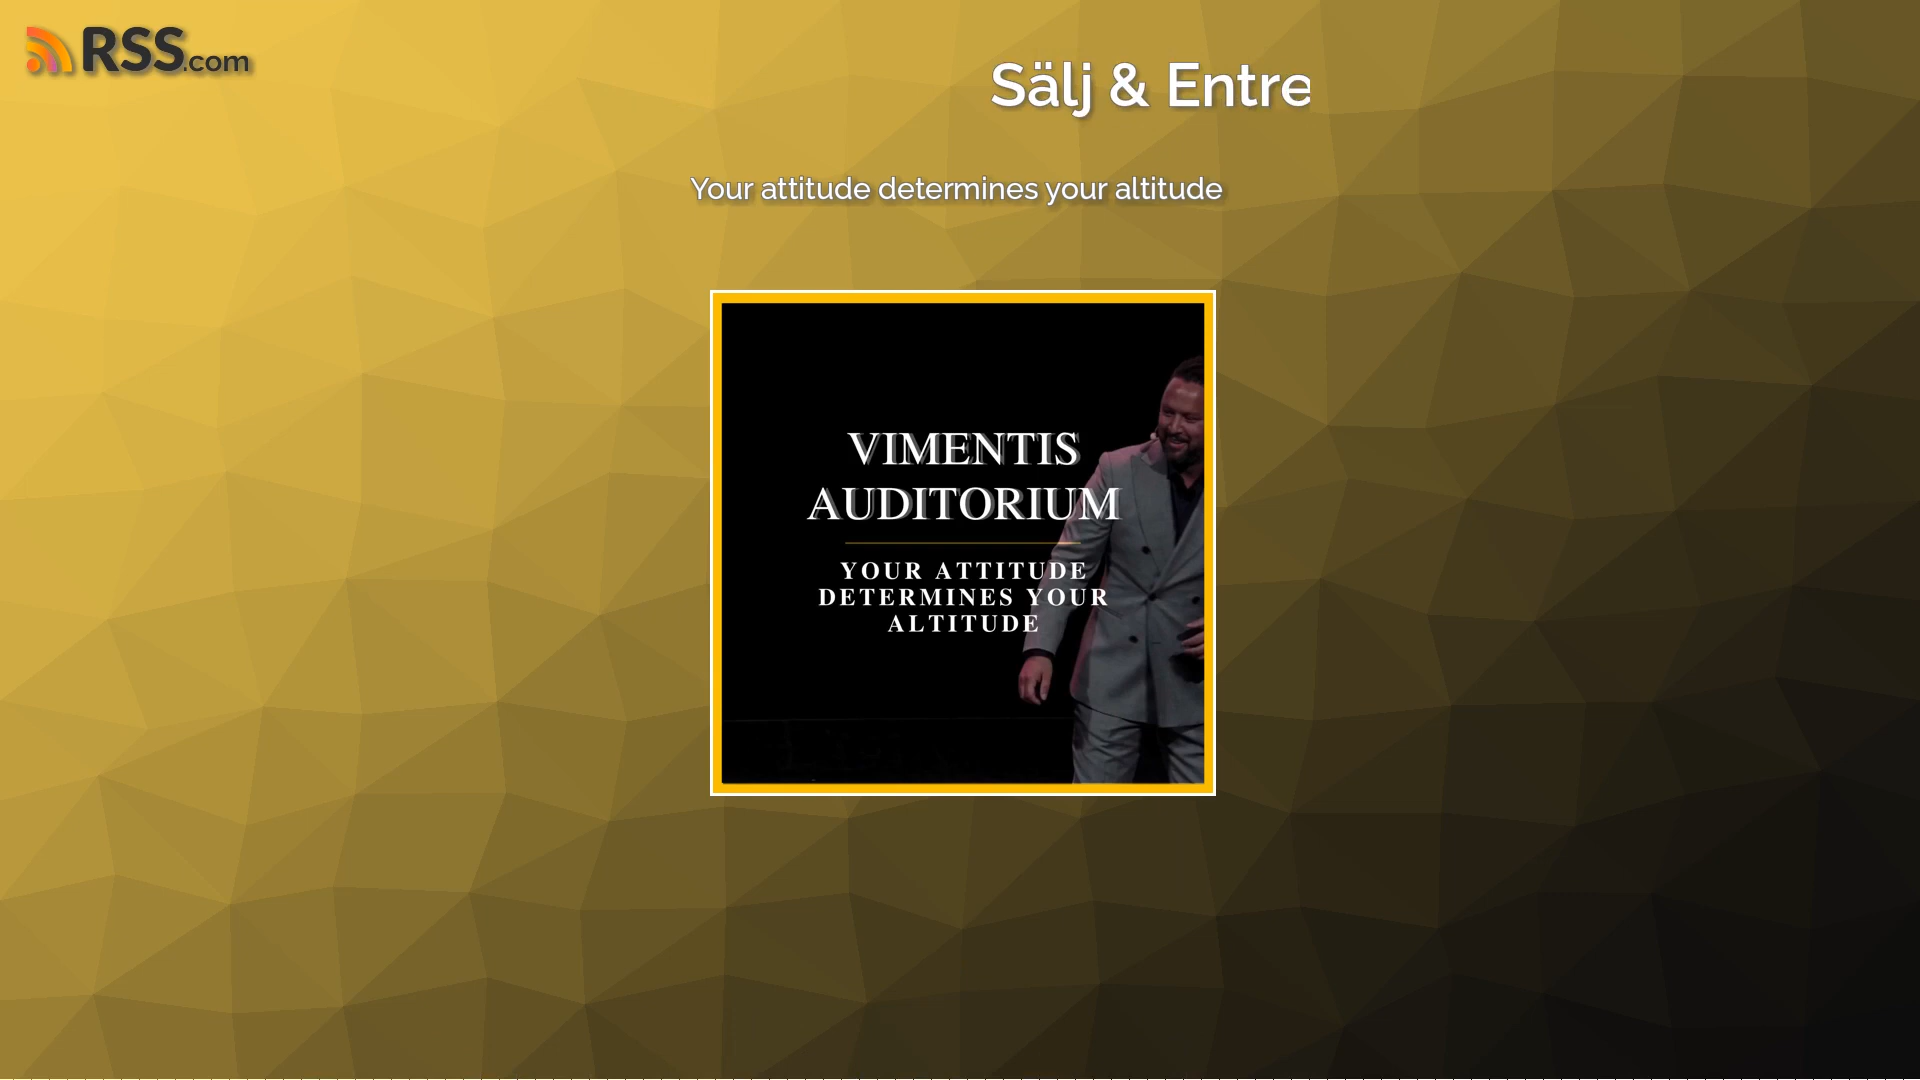 RSS.com
Sälj & Entre
Your attitude determines your altitude
VIMENTIS
AUDITORIUM
YOUR ATTITUDE
DETERMINES YOUR
ALTITUDE